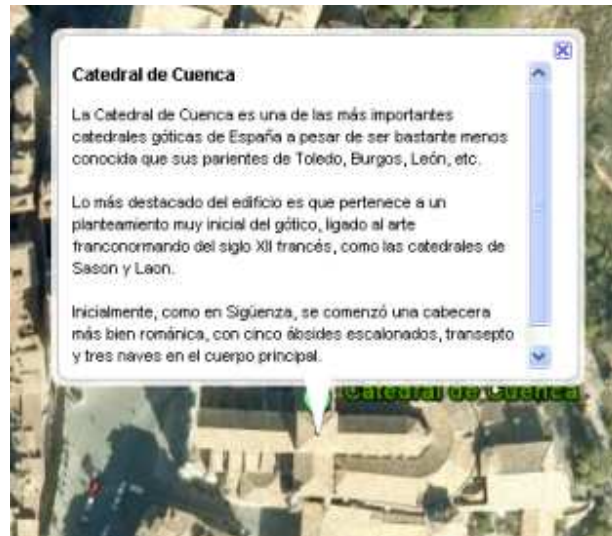 Catedral de Cuenca
La Catedral de Cuenca es una de las más importantes
catedrales góticas de España a pesar de ser bastante menos
conocida que sus parientes de Toledo, Burgos, León, etc.
Lo más destacado del edificio es que pertenece a un
planteamiento muy inicial del gótico, ligado al arte
franconormando del siglo XII francés, como las catedrales de
Sason y Laon.
Inicialmente, como en Sigüenza, se comenzó una cabecera
más bien románica, con cinco ábsides escalonados, transepto
y tres naves en el cuerpo principal.
Catedral de Cuenca